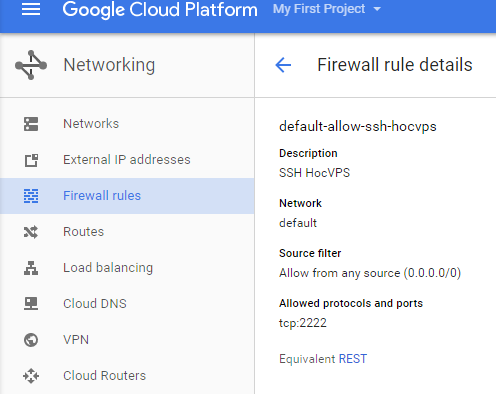 Google Cloud Platform My First Project
Networking
Firewall rule details
Networks
External IP addresses
Firewall rules
Routes
Load balancing
Cloud DNS
VPN
Cloud Routers
default-allow-ssh-hocvps
Description
SSH HocVPS
Network
default
Source filter
Allow from any source (0.0.0.0/0)
Allowed protocols and ports
tcp:2222
Equivalent REST